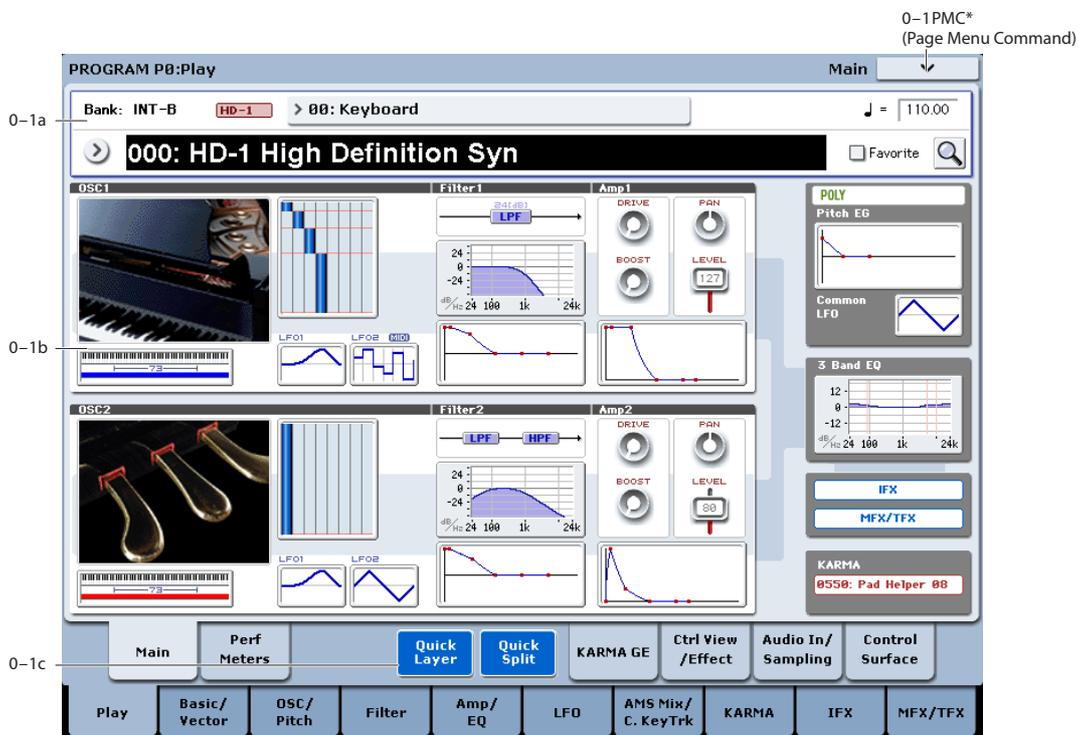 0–1PMC*
(Page Menu Command)
PROGRAM P0:Play
Main
0–1a
Bank: INT-B
HD-1
> 00: Keyboard
♩ = 110.00
000: HD-1 High Definition Syn
Favorite
OSC1
Filter1
Amp1
24[dB]
LPF
DRIVE
PAN
BOOST
LEVEL
127
24
0
-24
dB/Hz 24 100 1k 24k
LFO1
LFO2 MIDI
0–1b
73
POLY
Pitch EG
Common
LFO
3 Band EQ
12
0
-12
dB/Hz 24 100 1k 24k
OSC2
Filter2
Amp2
LPF
HPF
DRIVE
PAN
BOOST
LEVEL
80
24
0
-24
dB/Hz 24 100 1k 24k
LFO1
LFO2
73
IFX
MFX/TFX
KARMA
0550: Pad Helper 08
0–1c
Main
Perf
Meters
Quick
Layer
Quick
Split
KARMA GE
Ctrl View
/Effect
Audio In/
Sampling
Control
Surface
Play
Basic/
Vector
OSC/
Pitch
Filter
Amp/
EQ
LFO
AMS Mix/
C. KeyTrk
KARMA
IFX
MFX/TFX